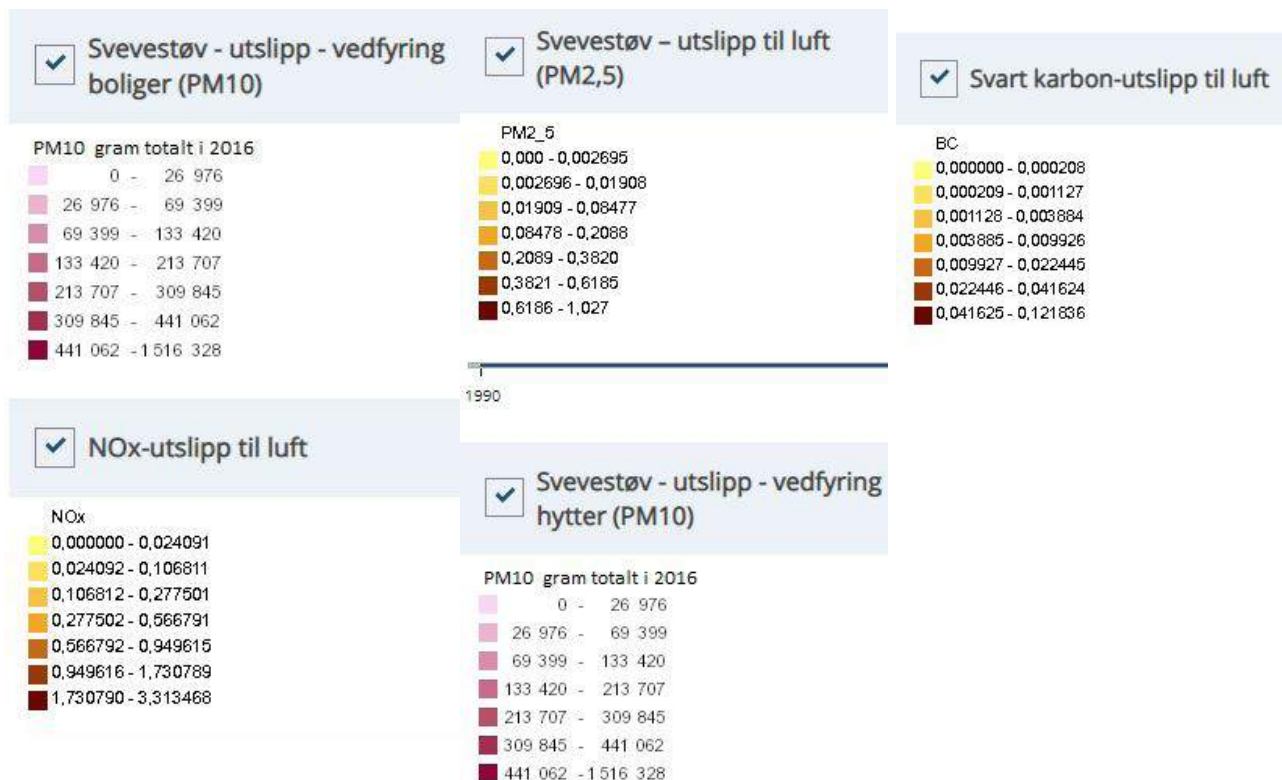 Svevestøv - utslipp - vedfyring
boliger (PM10)
PM10 gram totalt i 2016
0 - 26 976
26 976 - 69 399
69 399 - 133 420
133 420 - 213 707
213 707 - 309 845
309 845 - 441 062
441 062 -1 516 328
Svevestøv – utslipp til luft
(PM2,5)
PM2_5
0,000 - 0,002695
0,002696 - 0,01908
0,01909 - 0,08477
0,08478 - 0,2088
0,2089 - 0,3820
0,3821 - 0,6185
0,6186 - 1,027
1990
Svart karbon-utslipp til luft
BC
0,000000 - 0,000208
0,000209 - 0,001127
0,001128 - 0,003884
0,003885 - 0,009926
0,009927 - 0,022445
0,022446 - 0,041624
0,041625 - 0,121836
NOx-utslipp til luft
NOx
0,000000 - 0,024091
0,024092 - 0,106811
0,106812 - 0,277501
0,277502 - 0,566791
0,566792 - 0,949615
0,949616 - 1,730789
1,730790 - 3,313468
Svevestøv - utslipp - vedfyring
hytter (PM10)
PM10 gram totalt i 2016
0 - 26 976
26 976 - 69 399
69 399 - 133 420
133 420 - 213 707
213 707 - 309 845
309 845 - 441 062
441 062 -1 516 328